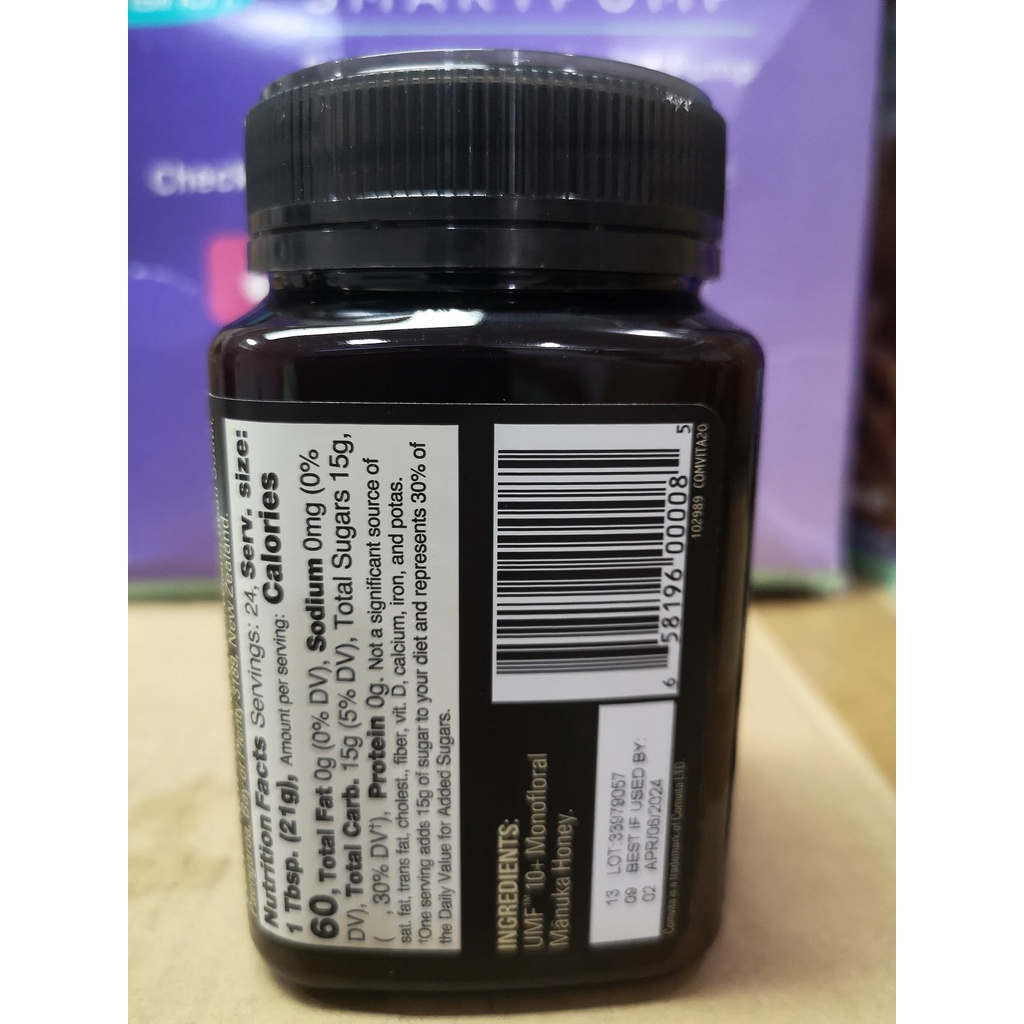 SMARTPUMP
Check
New Zealand.
Nutrition Facts Servings: 24, Serv. size:
1 Tbsp. (21g), Amount per serving: Calories
60, Total Fat 0g (0% DV), Sodium 0mg (0%
DV), Total Carb. 15g (5% DV), Total Sugars 15g,
( , 30% DV†), Protein 0g. Not a significant source of
sat. fat, trans fat, cholest., fiber, vit. D, calcium, iron, and potas.
†One serving adds 15g of sugar to your diet and represents 30% of
the Daily Value for Added Sugars.
INGREDIENTS:
UMF™ 10+ Monofloral
Mānuka Honey.
6 58196 00008 5
102989 COMVITA20
13 LOT:33979057
09 BEST IF USED BY:
02 APR/06/2024
Comvita is a trademark of Comvita LTD